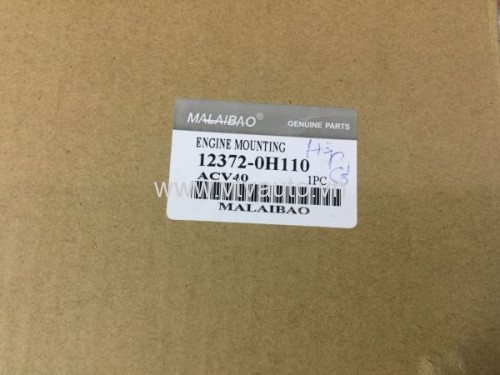 MALAIBAO®
GENUINE PARTS
ENGINE MOUNTING
12372-0H110
ACV40 1PC
MALAIBAO